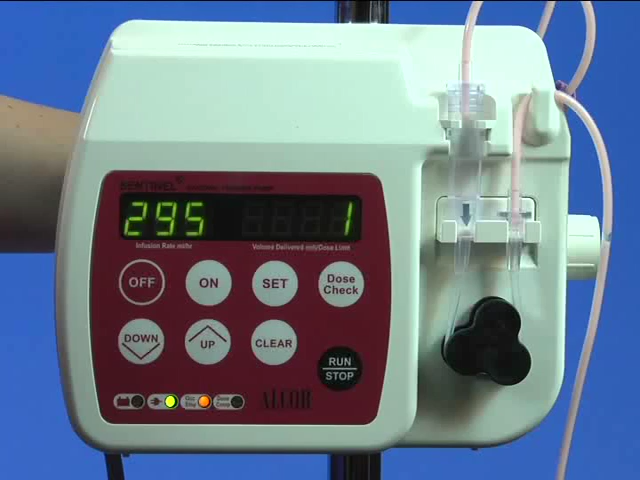 SENTINEL
295 1
Infusion Rate ml/hr Volume Delivered ml/Dose Limit
OFF ON SET Dose Check
DOWN UP CLEAR RUN STOP
Dose
ALCOR